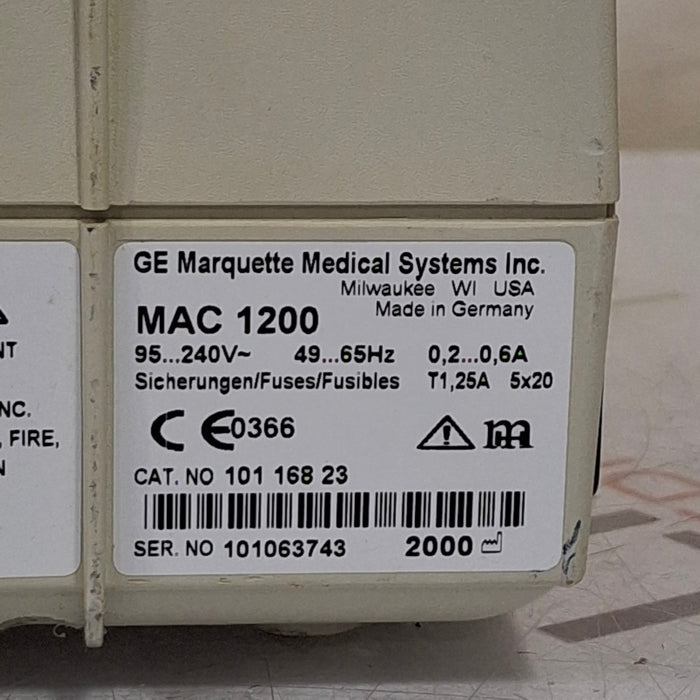 GE Marquette Medical Systems Inc.
Milwaukee WI USA
MAC 1200
Made in Germany
95...240V~ 49...65Hz 0,2...0,6A
Sicherungen/Fuses/Fusibles T1,25A 5x20
CE0366
CAT. NO 101 168 23
SER. NO 101063743 2000
NC.
, FIRE,